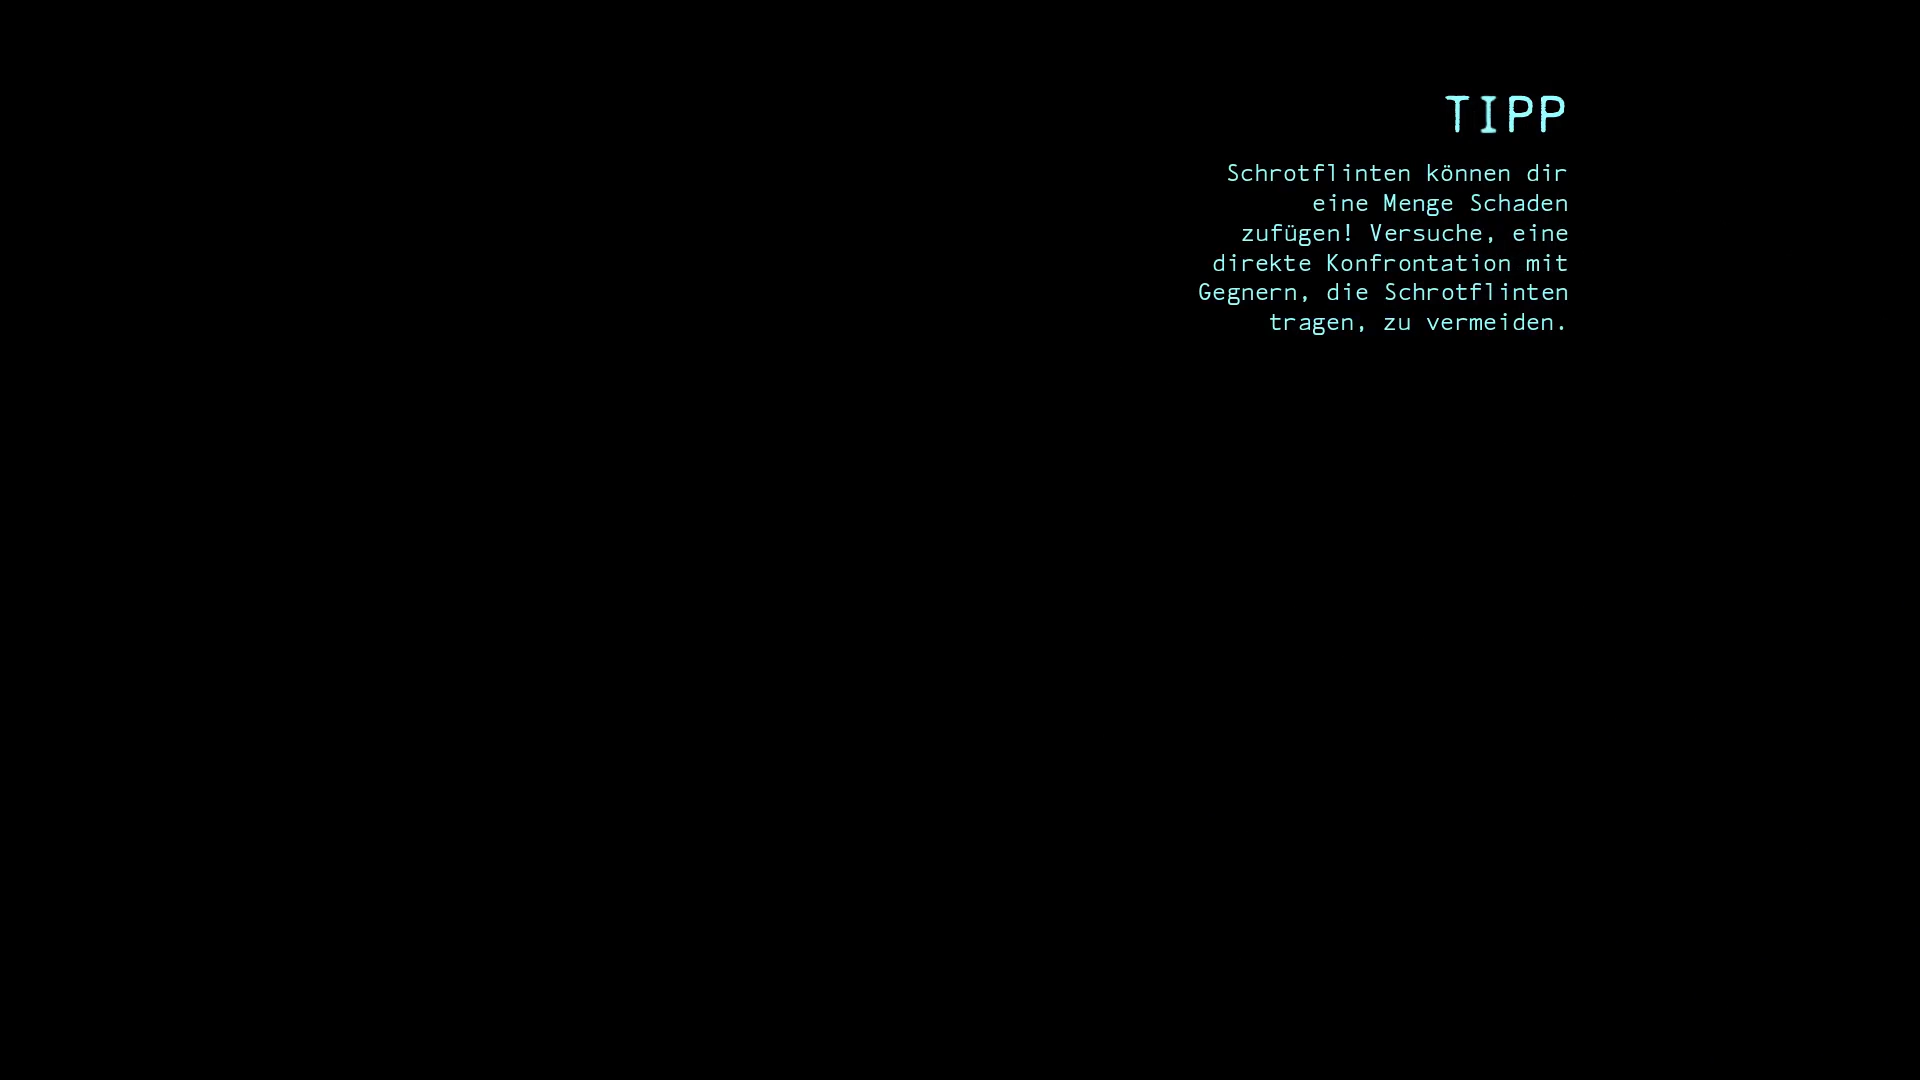 TIPP
Schrotflinten können dir
eine Menge Schaden
zufügen! Versuche, eine
direkte Konfrontation mit
Gegnern, die Schrotflinten
tragen, zu vermeiden.